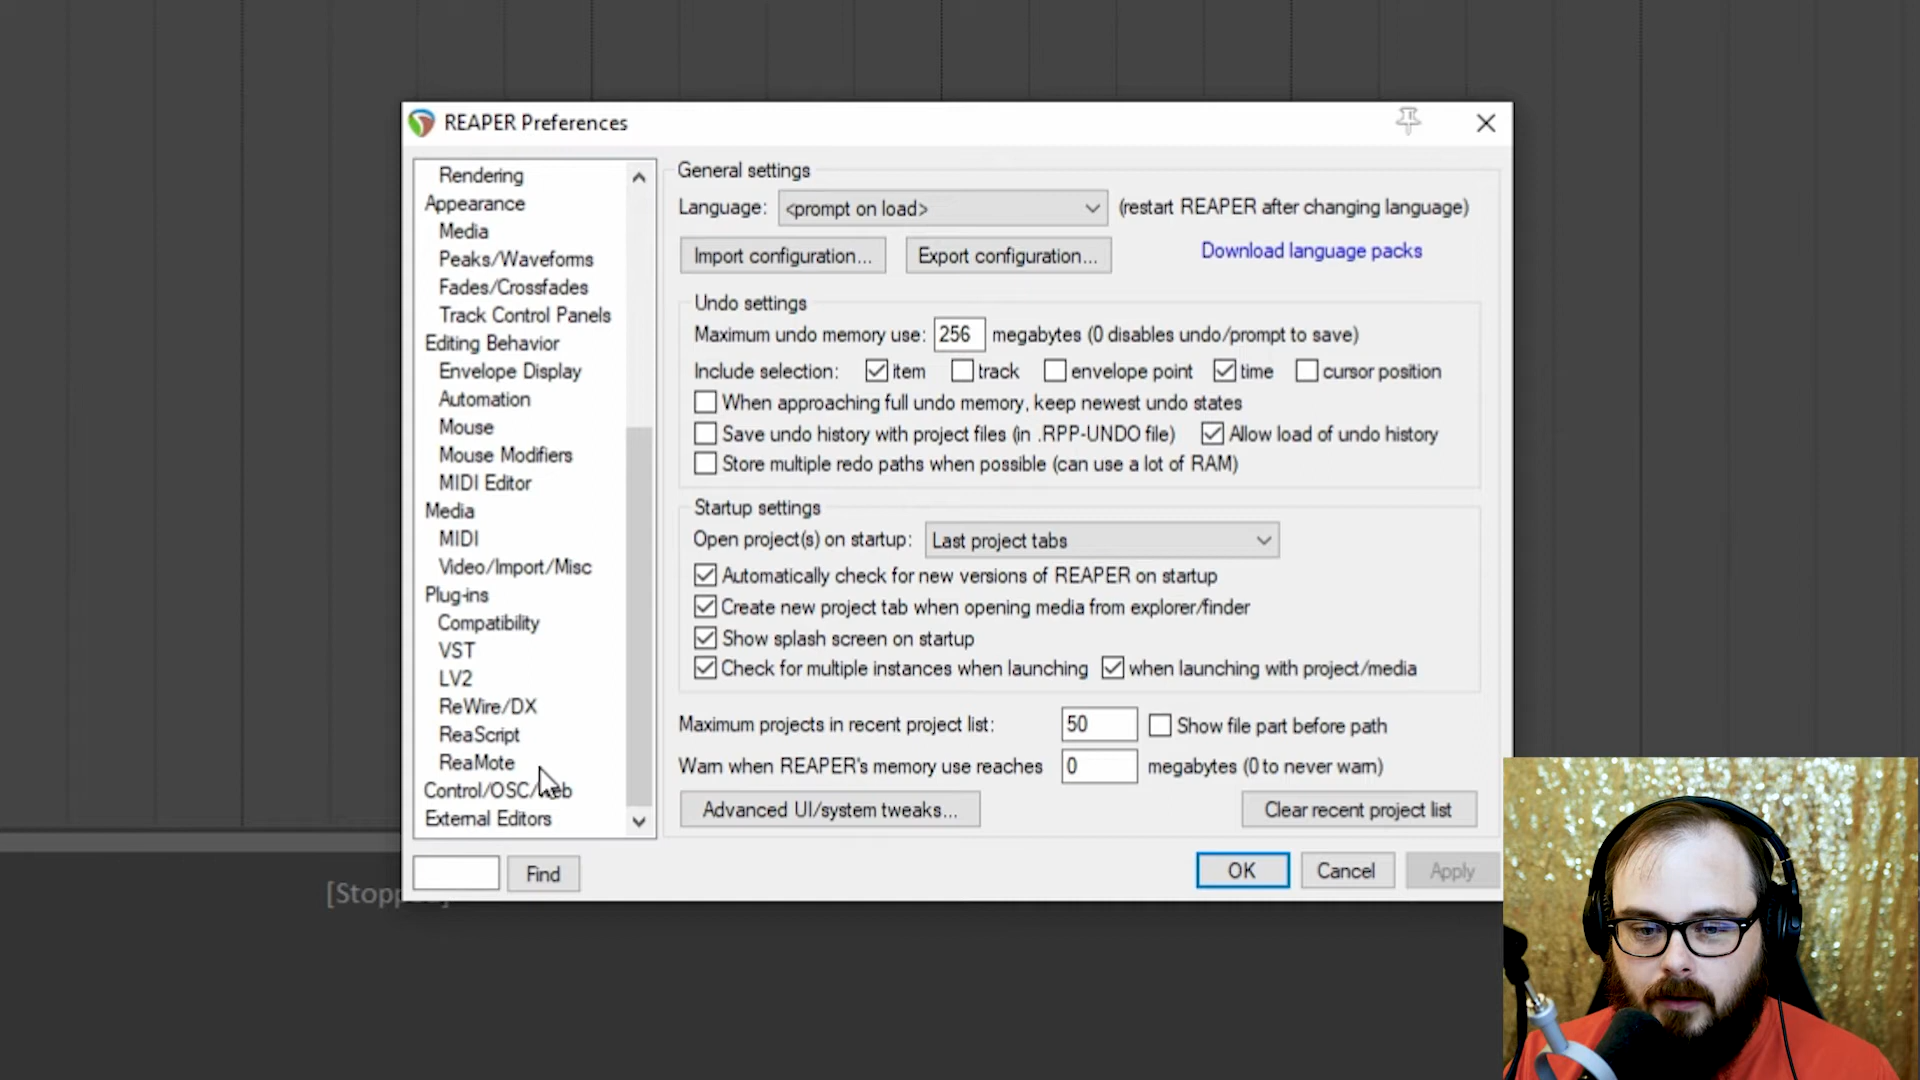 REAPER Preferences
Rendering
Appearance
Media
Peaks/Waveforms
Fades/Crossfades
Track Control Panels
Editing Behavior
Envelope Display
Automation
Mouse
Mouse Modifiers
MIDI Editor
Media
MIDI
Video/Import/Misc
Plug-ins
Compatibility
VST
LV2
ReWire/DX
ReaScript
ReaMote
Control/OSC/web
External Editors
Find
General settings
Language: <prompt on load> (restart REAPER after changing language)
Import configuration... Export configuration... Download language packs
Undo settings
Maximum undo memory use: 256 megabytes (0 disables undo/prompt to save)
Include selection: item track envelope point time cursor position
When approaching full undo memory, keep newest undo states
Save undo history with project files (in .RPP-UNDO file) Allow load of undo history
Store multiple redo paths when possible (can use a lot of RAM)
Startup settings
Open project(s) on startup: Last project tabs
Automatically check for new versions of REAPER on startup
Create new project tab when opening media from explorer/finder
Show splash screen on startup
Check for multiple instances when launching when launching with project/media
Maximum projects in recent project list: 50 Show file part before path
Warn when REAPER's memory use reaches 0 megabytes (0 to never warn)
Advanced UI/system tweaks... Clear recent project list
OK Cancel Apply